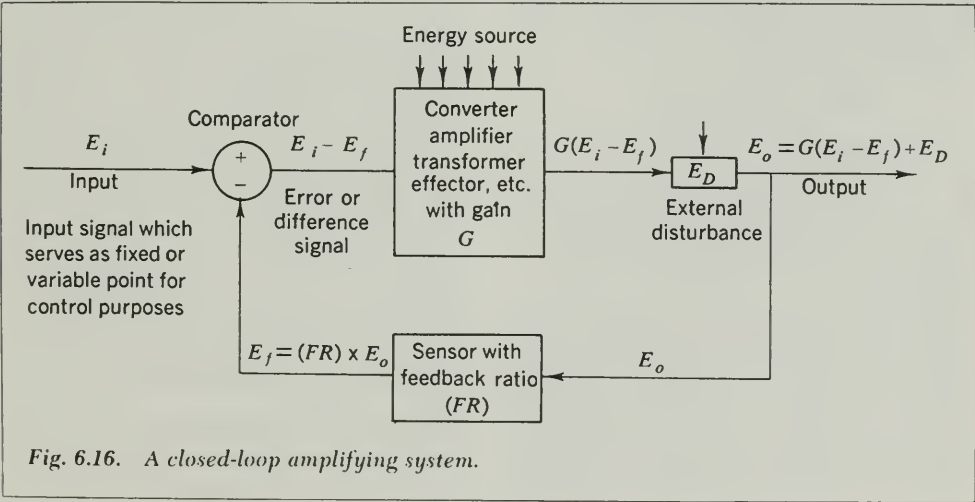 Energy source
Comparator
+
−
E_i
Input
Input signal which
serves as fixed or
variable point for
control purposes
E_i − E_f
Error or
difference
signal
Converter
amplifier
transformer
effector, etc.
with gain
G
G(E_i − E_f)
E_D
External
disturbance
E_o = G(E_i − E_f) + E_D
Output
E_f = (FR) x E_o
Sensor with
feedback ratio
(FR)
E_o
Fig. 6.16. A closed-loop amplifying system.